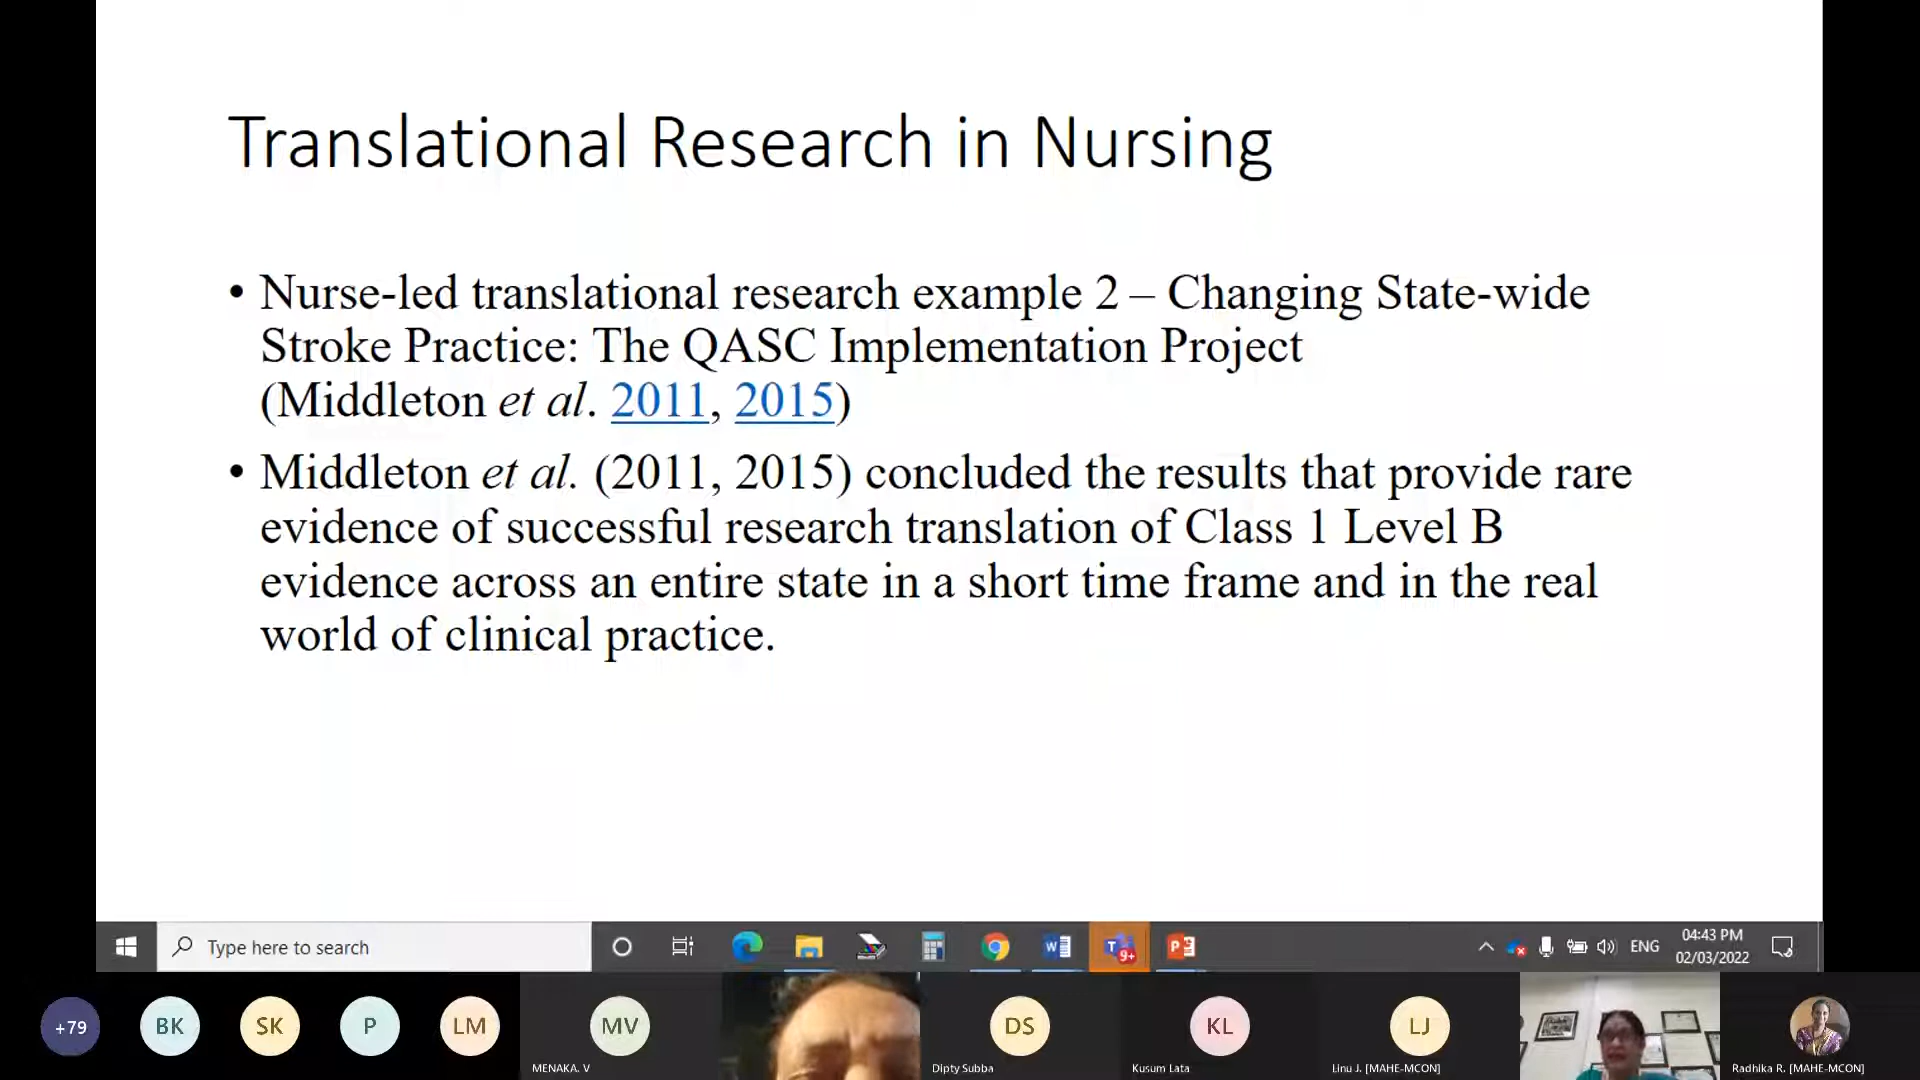 Translational Research in Nursing
• Nurse-led translational research example 2 – Changing State-wide
Stroke Practice: The QASC Implementation Project
(Middleton et al. 2011, 2015)
• Middleton et al. (2011, 2015) concluded the results that provide rare
evidence of successful research translation of Class 1 Level B
evidence across an entire state in a short time frame and in the real
world of clinical practice.
Type here to search
9+
ENG
04:43 PM
02/03/2022
+79
BK
SK
P
LM
MV
DS
KL
LJ
MENAKA. V
Dipty Subba
Kusum Lata
Linu J. [MAHE-MCON]
Radhika R. [MAHE-MCON]